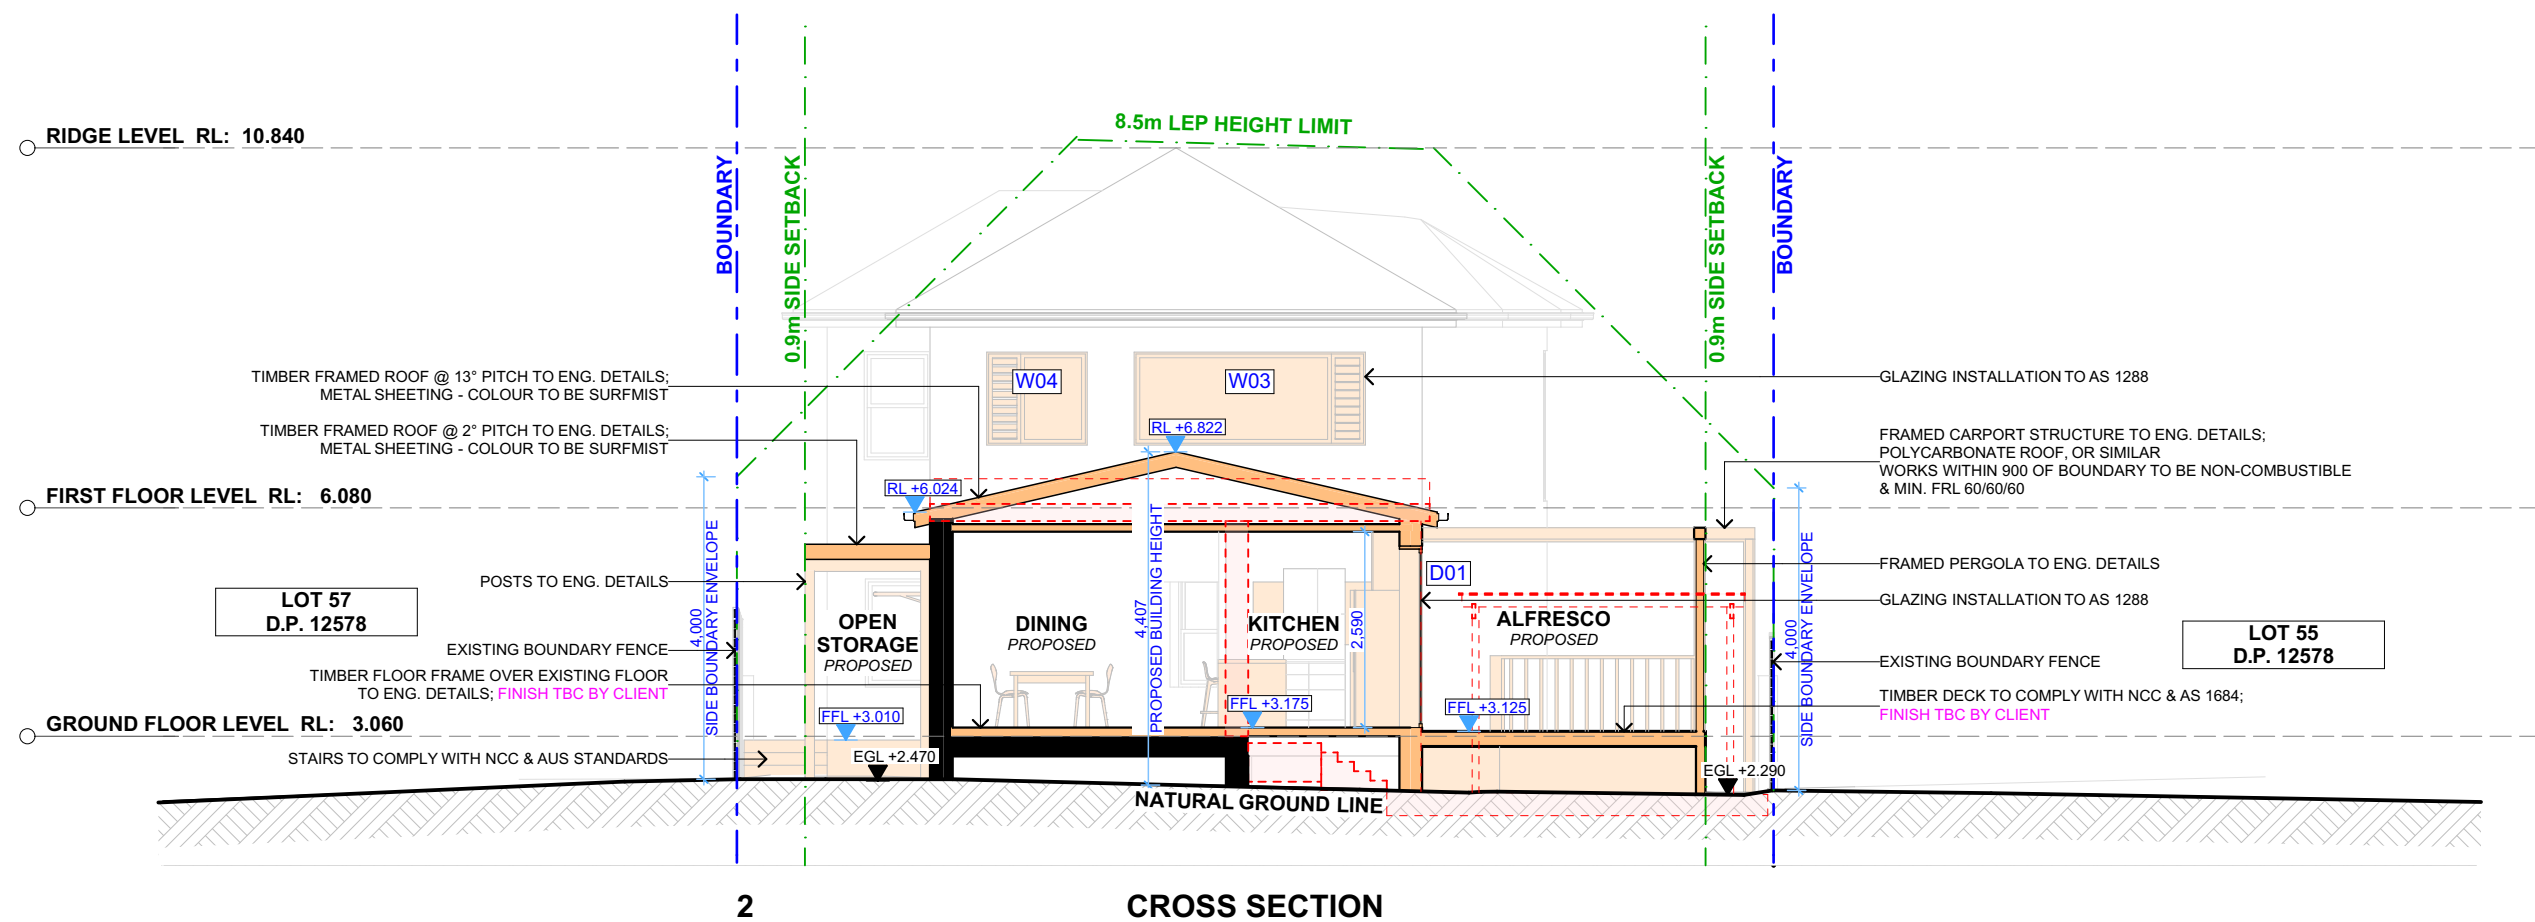 8.5m LEP HEIGHT LIMIT
RIDGE LEVEL RL: 10.840
BOUNDARY
0.9m SIDE SETBACK
0.9m SIDE SETBACK
BOUNDARY
TIMBER FRAMED ROOF @ 13° PITCH TO ENG. DETAILS;
METAL SHEETING - COLOUR TO BE SURFMIST
W04
W03
GLAZING INSTALLATION TO AS 1288
TIMBER FRAMED ROOF @ 2° PITCH TO ENG. DETAILS;
METAL SHEETING - COLOUR TO BE SURFMIST
RL +6.822
FRAMED CARPORT STRUCTURE TO ENG. DETAILS;
POLYCARBONATE ROOF, OR SIMILAR
WORKS WITHIN 900 OF BOUNDARY TO BE NON-COMBUSTIBLE
& MIN. FRL 60/60/60
FIRST FLOOR LEVEL RL: 6.080
RL +6.024
4,000
SIDE BOUNDARY ENVELOPE
4,407
PROPOSED BUILDING HEIGHT
2,590
4,000
SIDE BOUNDARY ENVELOPE
POSTS TO ENG. DETAILS
D01
FRAMED PERGOLA TO ENG. DETAILS
GLAZING INSTALLATION TO AS 1288
LOT 57
D.P. 12578
OPEN
STORAGE
PROPOSED
DINING
PROPOSED
KITCHEN
PROPOSED
ALFRESCO
PROPOSED
LOT 55
D.P. 12578
EXISTING BOUNDARY FENCE
EXISTING BOUNDARY FENCE
TIMBER FLOOR FRAME OVER EXISTING FLOOR
TO ENG. DETAILS; FINISH TBC BY CLIENT
TIMBER DECK TO COMPLY WITH NCC & AS 1684;
FINISH TBC BY CLIENT
FFL +3.010
FFL +3.175
FFL +3.125
GROUND FLOOR LEVEL RL: 3.060
STAIRS TO COMPLY WITH NCC & AUS STANDARDS
EGL +2.470
EGL +2.290
NATURAL GROUND LINE
2
CROSS SECTION